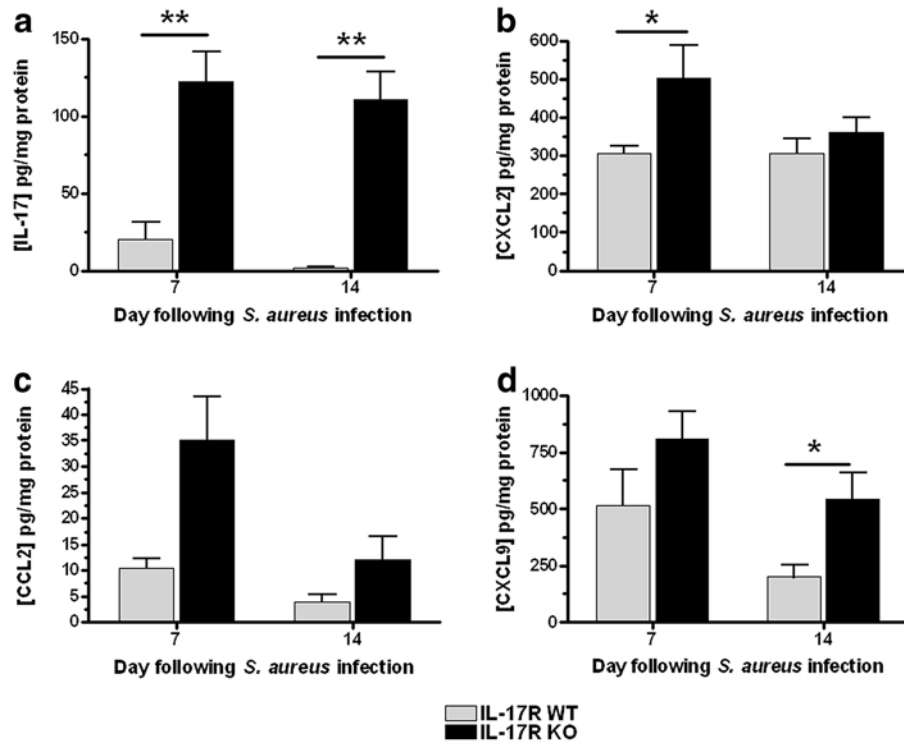 a
**
**
150
100
50
0
[IL-17] pg/mg protein
7
14
Day following S. aureus infection
b
*
600
500
400
300
200
100
0
[CXCL2] pg/mg protein
7
14
Day following S. aureus infection
c
45
40
35
30
25
20
15
10
5
0
[CCL2] pg/mg protein
7
14
Day following S. aureus infection
d
*
1000
750
500
250
0
[CXCL9] pg/mg protein
7
14
Day following S. aureus infection
IL-17R WT
IL-17R KO